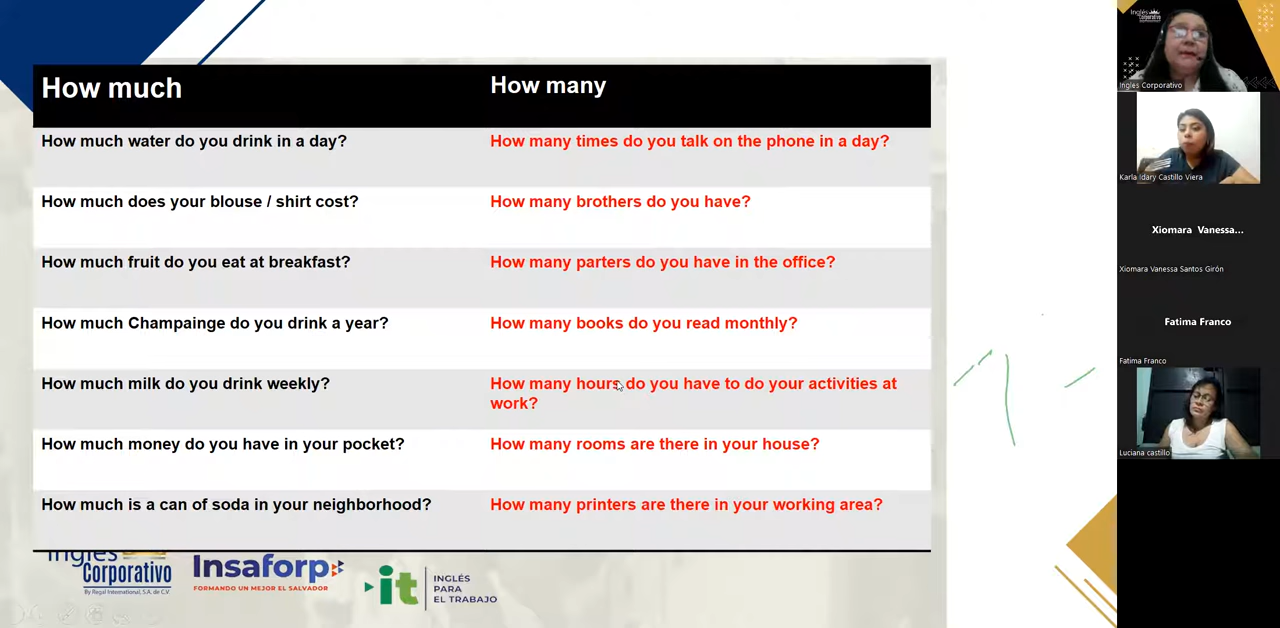 How much
How many
How much water do you drink in a day?
How many times do you talk on the phone in a day?
How much does your blouse / shirt cost?
How many brothers do you have?
How much fruit do you eat at breakfast?
How many parters do you have in the office?
How much Champainge do you drink a year?
How many books do you read monthly?
How much milk do you drink weekly?
How many hours do you have to do your activities at
work?
How much money do you have in your pocket?
How many rooms are there in your house?
How much is a can of soda in your neighborhood?
How many printers are there in your working area?
Inglés
Corporativo
By Regal International, S.A. de C.V.
Insaforp
FORMANDO UN MEJOR EL SALVADOR
it
INGLÉS
PARA
EL TRABAJO
Inglés
Corporativo
Ingles Corporativo
Karla Idary Castillo Viera
Xiomara Vanessa...
Xiomara Vanessa Santos Girón
Fatima Franco
Fatima Franco
Luciana castillo